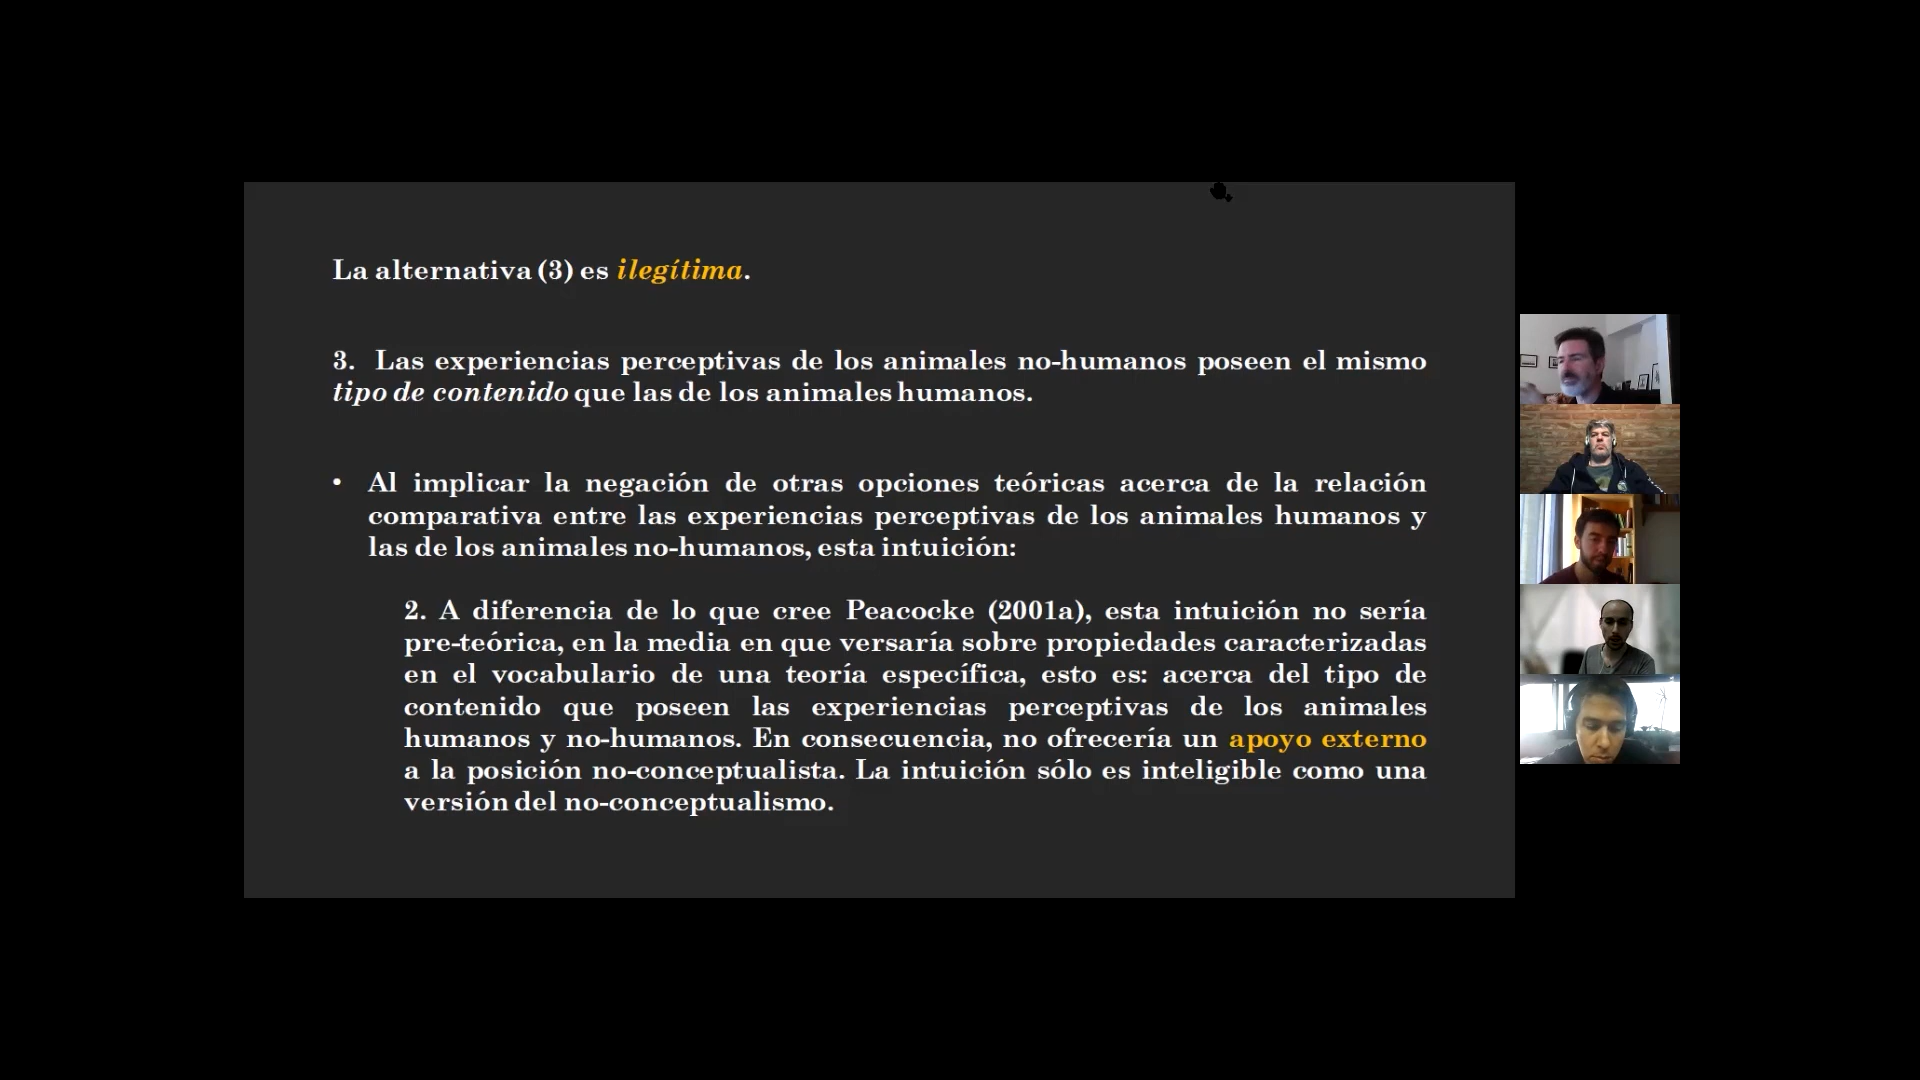 La alternativa (3) es ilegítima.
3. Las experiencias perceptivas de los animales no-humanos poseen el mismo
tipo de contenido que las de los animales humanos.
• Al implicar la negación de otras opciones teóricas acerca de la relación
comparativa entre las experiencias perceptivas de los animales humanos y
las de los animales no-humanos, esta intuición:
2. A diferencia de lo que cree Peacocke (2001a), esta intuición no sería
pre-teórica, en la media en que versaría sobre propiedades caracterizadas
en el vocabulario de una teoría específica, esto es: acerca del tipo de
contenido que poseen las experiencias perceptivas de los animales
humanos y no-humanos. En consecuencia, no ofrecería un apoyo externo
a la posición no-conceptualista. La intuición sólo es inteligible como una
versión del no-conceptualismo.